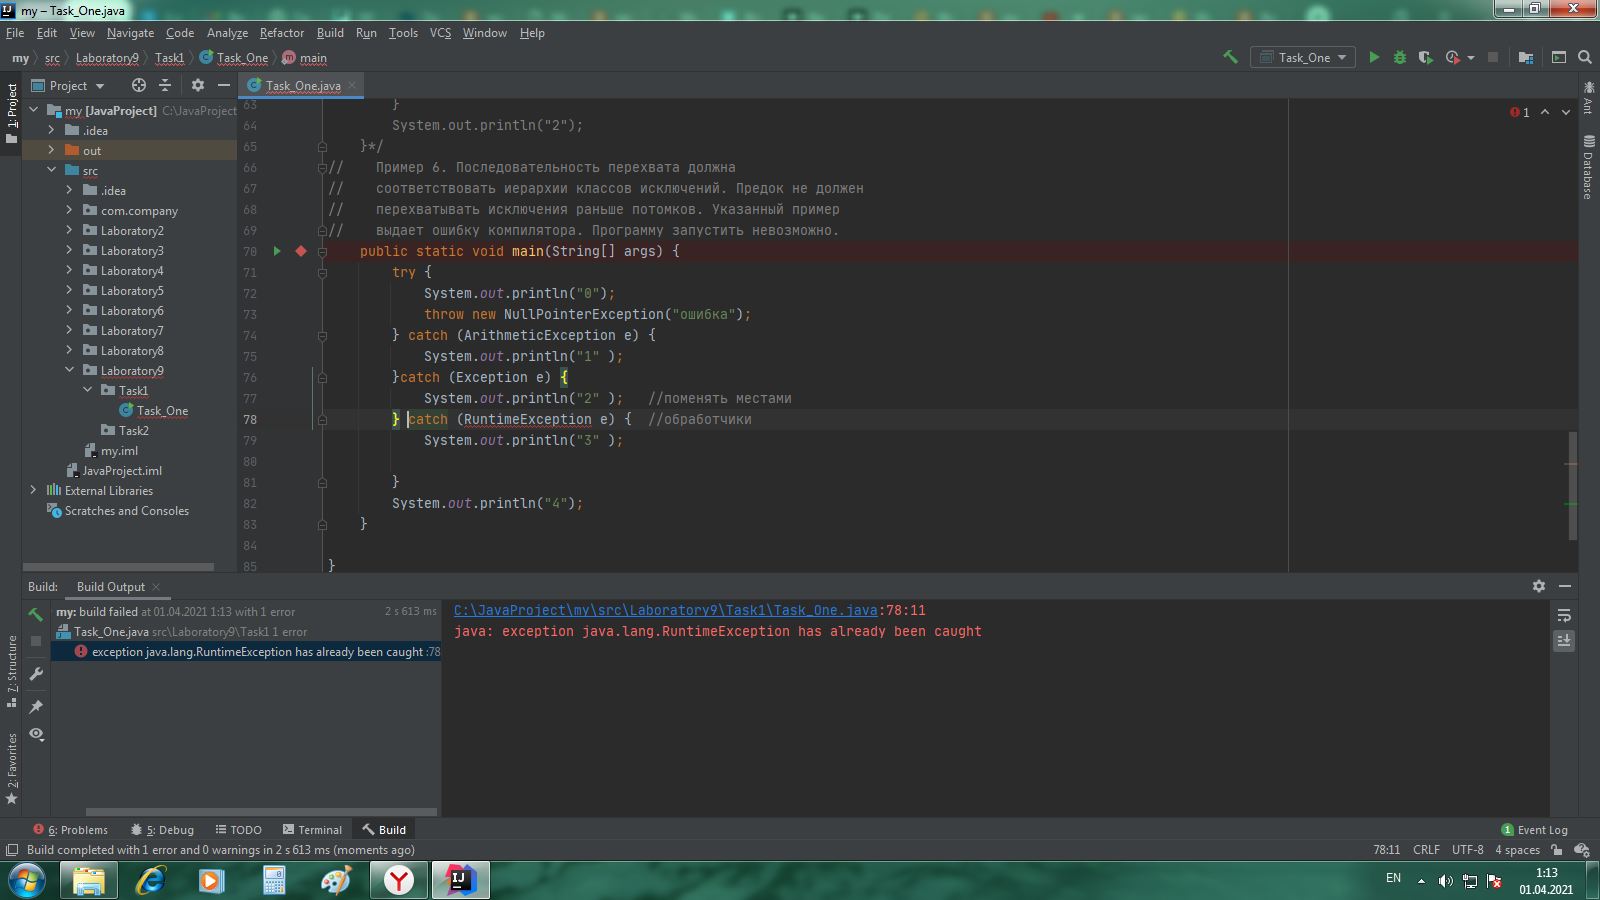 my – Task_One.java
File Edit View Navigate Code Analyze Refactor Build Run Tools VCS Window Help
my src Laboratory9 Task1 Task_One main
Task_One
1: Project
Project
Task_One.java
my [JavaProject] C:\JavaProject
.idea
out
src
.idea
com.company
Laboratory2
Laboratory3
Laboratory4
Laboratory5
Laboratory6
Laboratory7
Laboratory8
Laboratory9
Task1
Task_One
Task2
my.iml
JavaProject.iml
External Libraries
Scratches and Consoles
1
63 }
64 System.out.println("2");
65 }*/
66 // Пример 6. Последовательность перехвата должна
67 // соответствовать иерархии классов исключений. Предок не должен
68 // перехватывать исключения раньше потомков. Указанный пример
69 // выдает ошибку компилятора. Программу запустить невозможно.
70 public static void main(String[] args) {
71 try {
72 System.out.println("0");
73 throw new NullPointerException("ошибка");
74 } catch (ArithmeticException e) {
75 System.out.println("1" );
76 }catch (Exception e) {
77 System.out.println("2" ); //поменять местами
78 } catch (RuntimeException e) { //обработчики
79 System.out.println("3" );
80
81 }
82 System.out.println("4");
83 }
84
85 }
Ant
Database
Build: Build Output
my: build failed at 01.04.2021 1:13 with 1 error 2 s 613 ms
Task_One.java src\Laboratory9\Task1 1 error
exception java.lang.RuntimeException has already been caught :78
C:\JavaProject\my\src\Laboratory9\Task1\Task_One.java:78:11
java: exception java.lang.RuntimeException has already been caught
7: Structure
2: Favorites
6: Problems 5: Debug TODO Terminal Build
1 Event Log
Build completed with 1 error and 0 warnings in 2 s 613 ms (moments ago)
78:11 CRLF UTF-8 4 spaces
EN
1:13
01.04.2021